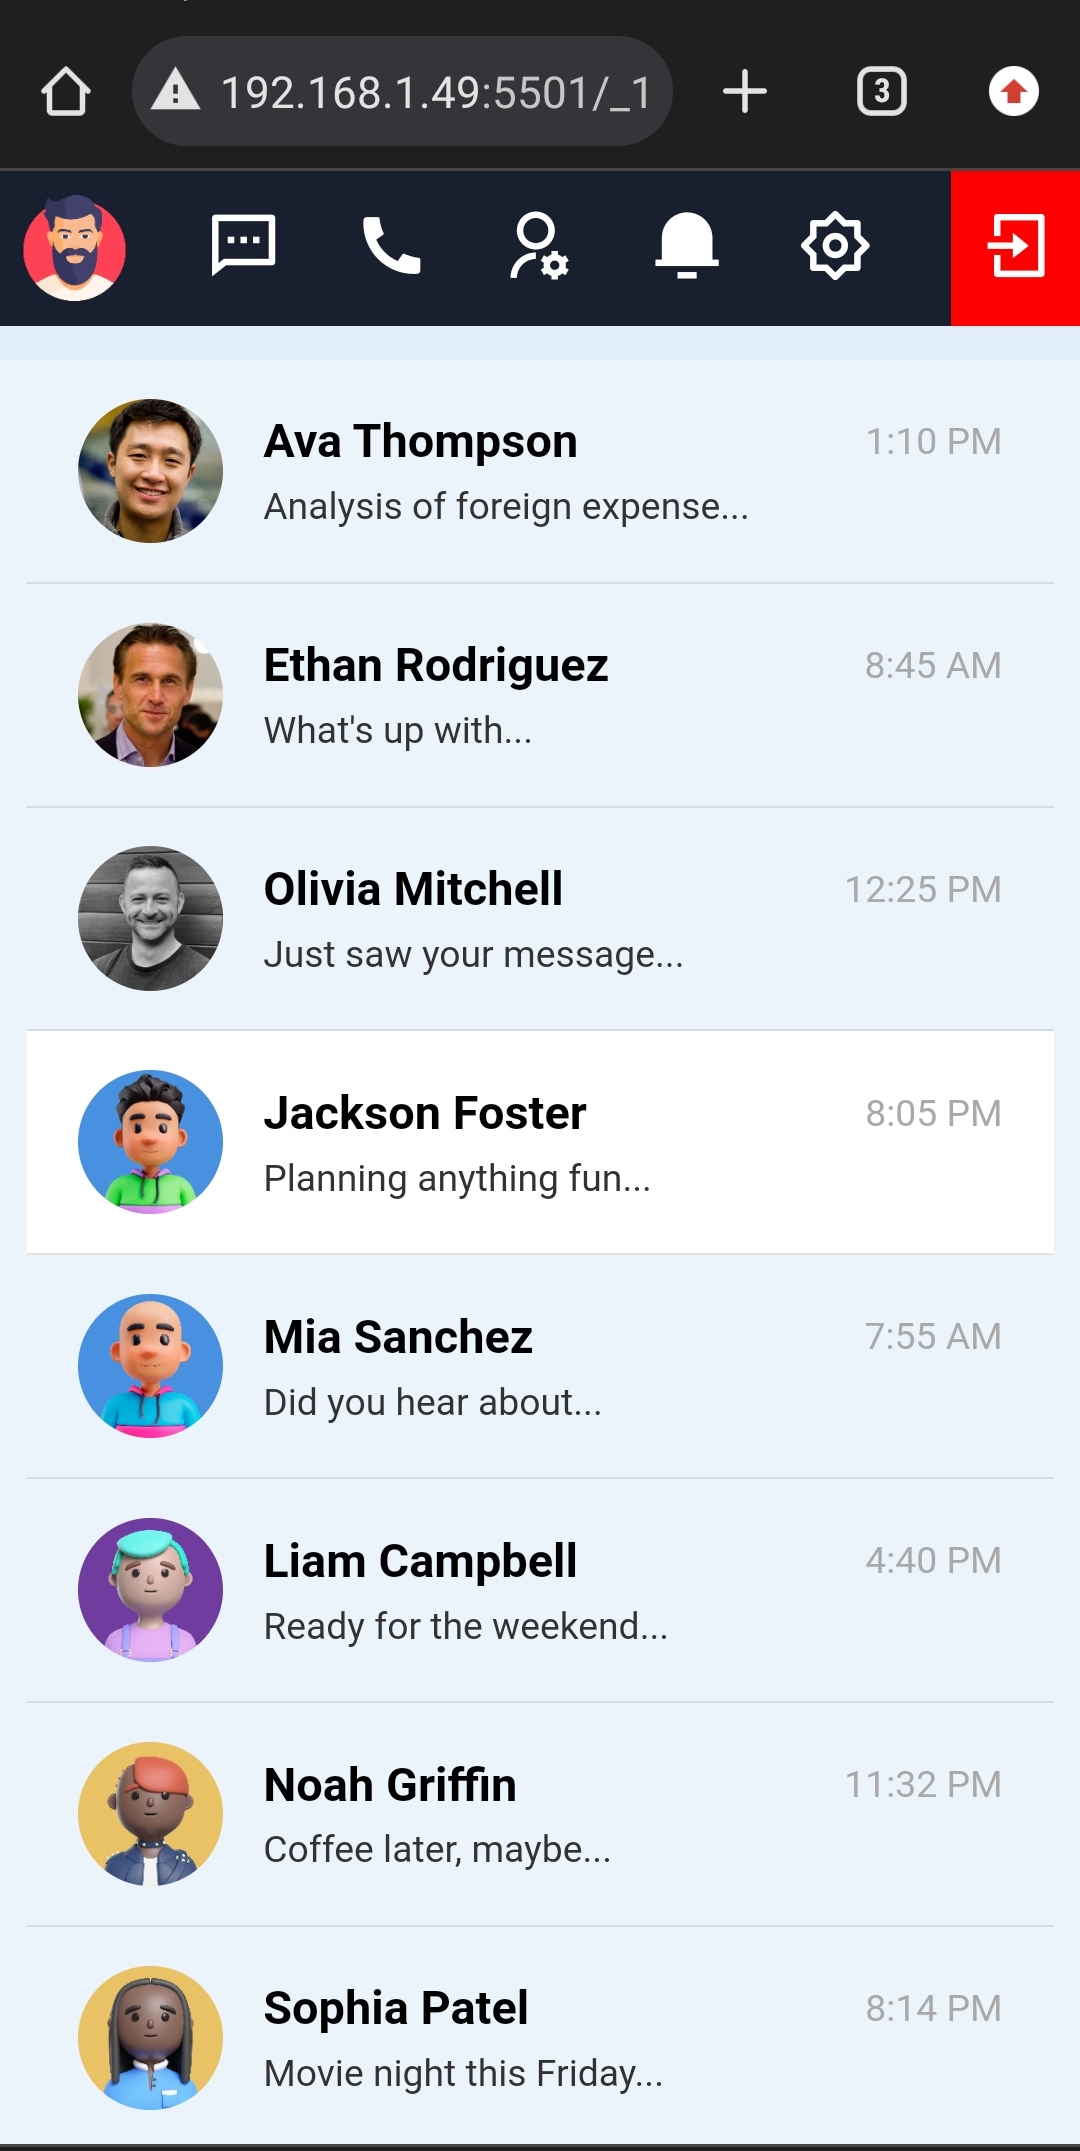 192.168.1.49:5501/_1
3
Ava Thompson
1:10 PM
Analysis of foreign expense...
Ethan Rodriguez
8:45 AM
What's up with...
Olivia Mitchell
12:25 PM
Just saw your message...
Jackson Foster
8:05 PM
Planning anything fun...
Mia Sanchez
7:55 AM
Did you hear about...
Liam Campbell
4:40 PM
Ready for the weekend...
Noah Griffin
11:32 PM
Coffee later, maybe...
Sophia Patel
8:14 PM
Movie night this Friday...